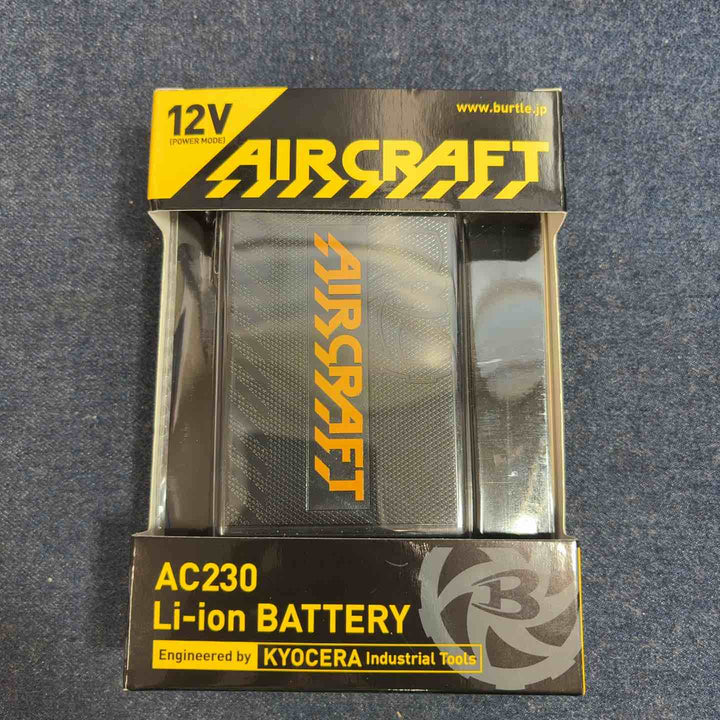 12V
(POWER MODE)
www.burtle.jp
AIRCRAFT
AIRCRAFT
AC230
Li-ion BATTERY
Engineered by KYOCERA Industrial Tools
B